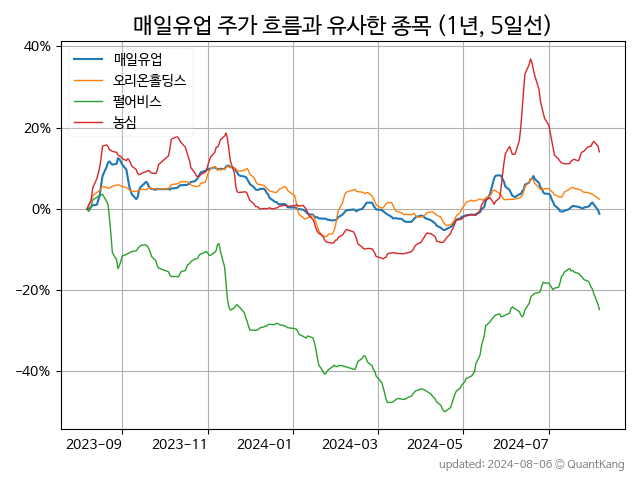 매일유업 주가 흐름과 유사한 종목 (1년, 5일선)
매일유업
오리온홀딩스
펄어비스
농심
40%
20%
0%
−20%
−40%
2023-09 2023-11 2024-01 2024-03 2024-05 2024-07
updated: 2024-08-06 © QuantKang